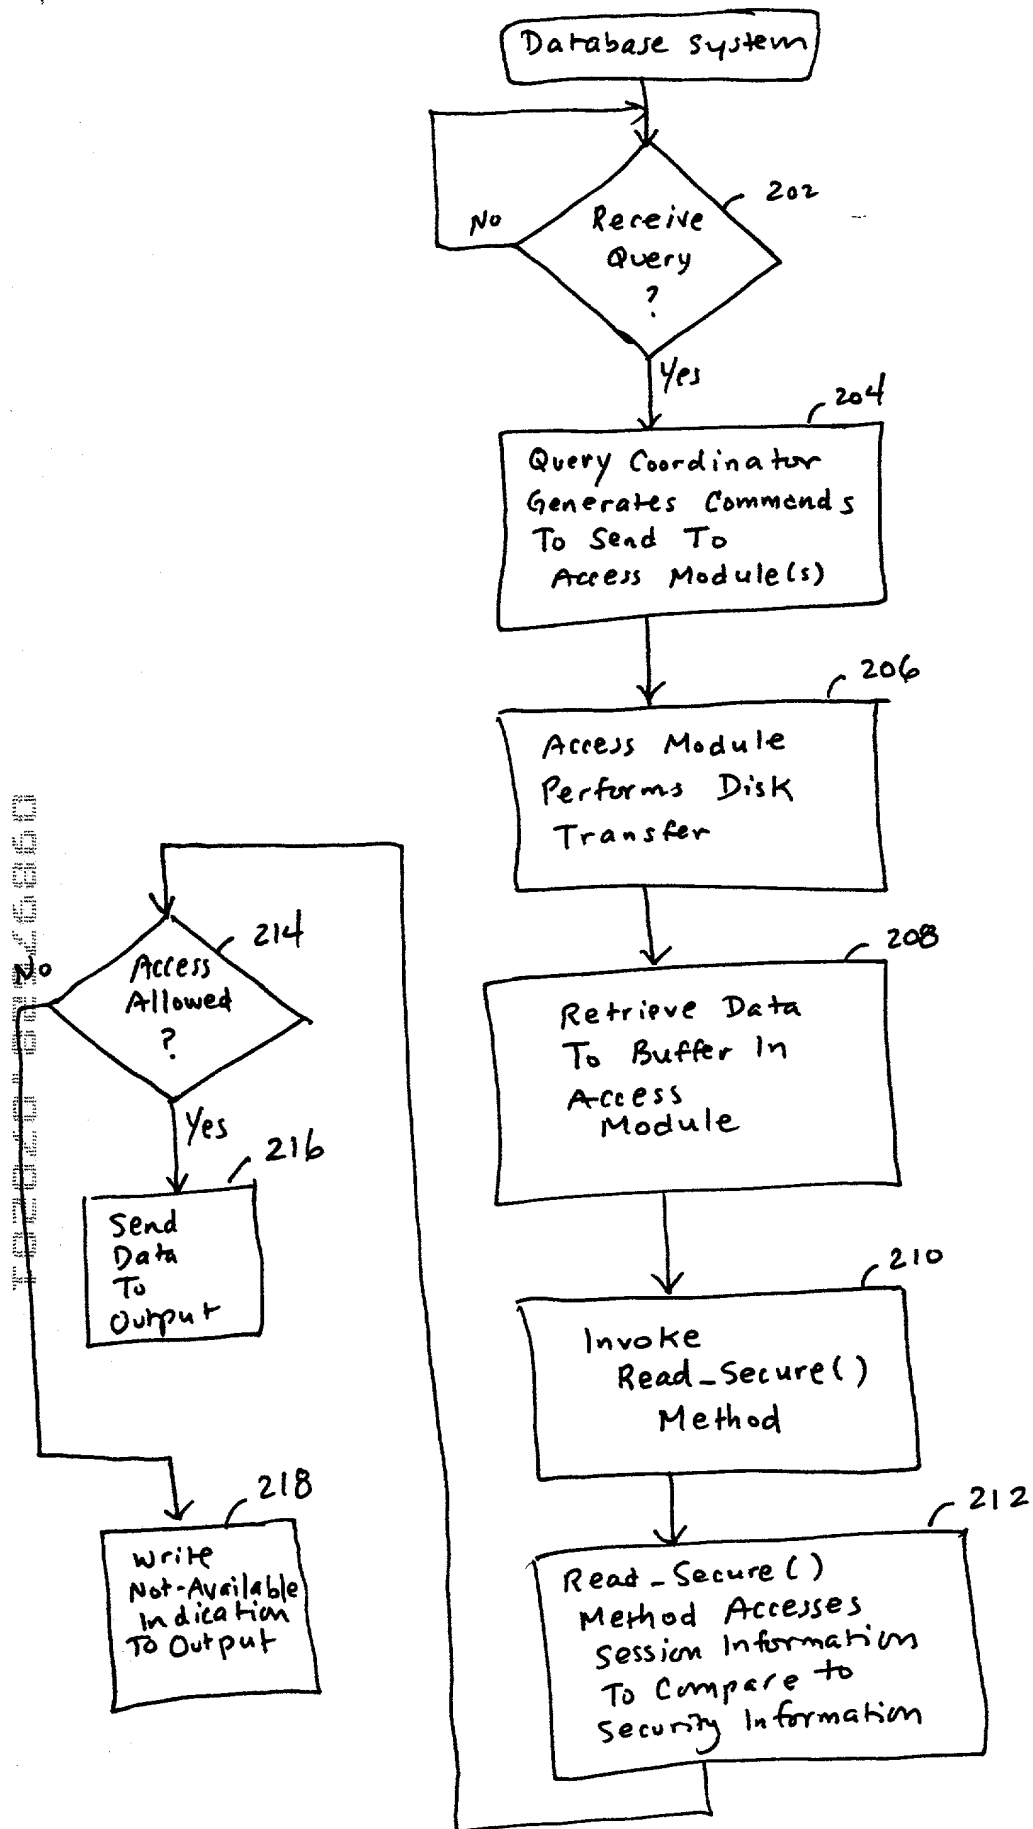 Database System
202
No
Receive
Query
?
Yes
204
Query Coordinator
Generates Commands
To Send To
Access Module(s)
206
Access Module
Performs Disk
Transfer
208
Retrieve Data
To Buffer In
Access
Module
210
Invoke
Read_Secure()
Method
212
Read_Secure()
Method Accesses
Session Information
To Compare to
Security Information
214
No
Access
Allowed
?
Yes
216
Send
Data
To
Output
218
Write
Not-Available
Indication
To Output